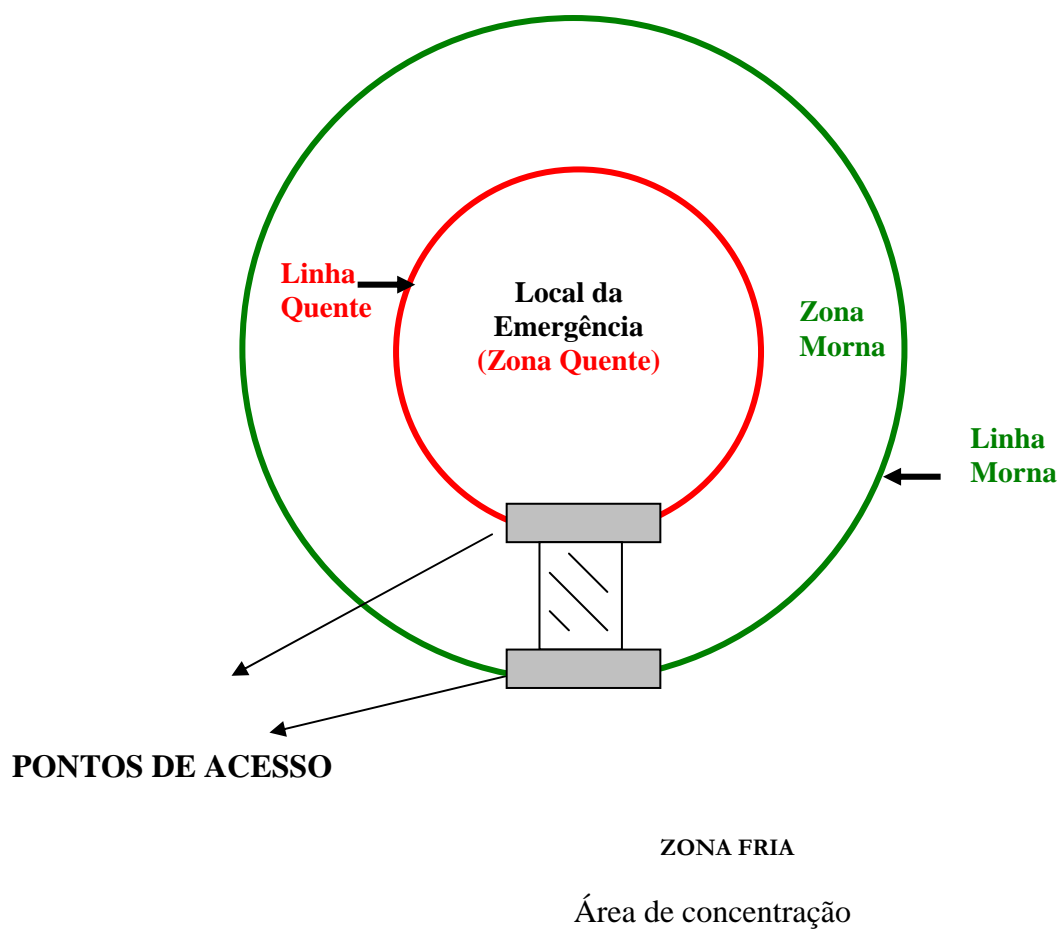 Linha
Quente
Local da
Emergência
(Zona Quente)
Zona
Morna
Linha
Morna
PONTOS DE ACESSO
ZONA FRIA
Área de concentração